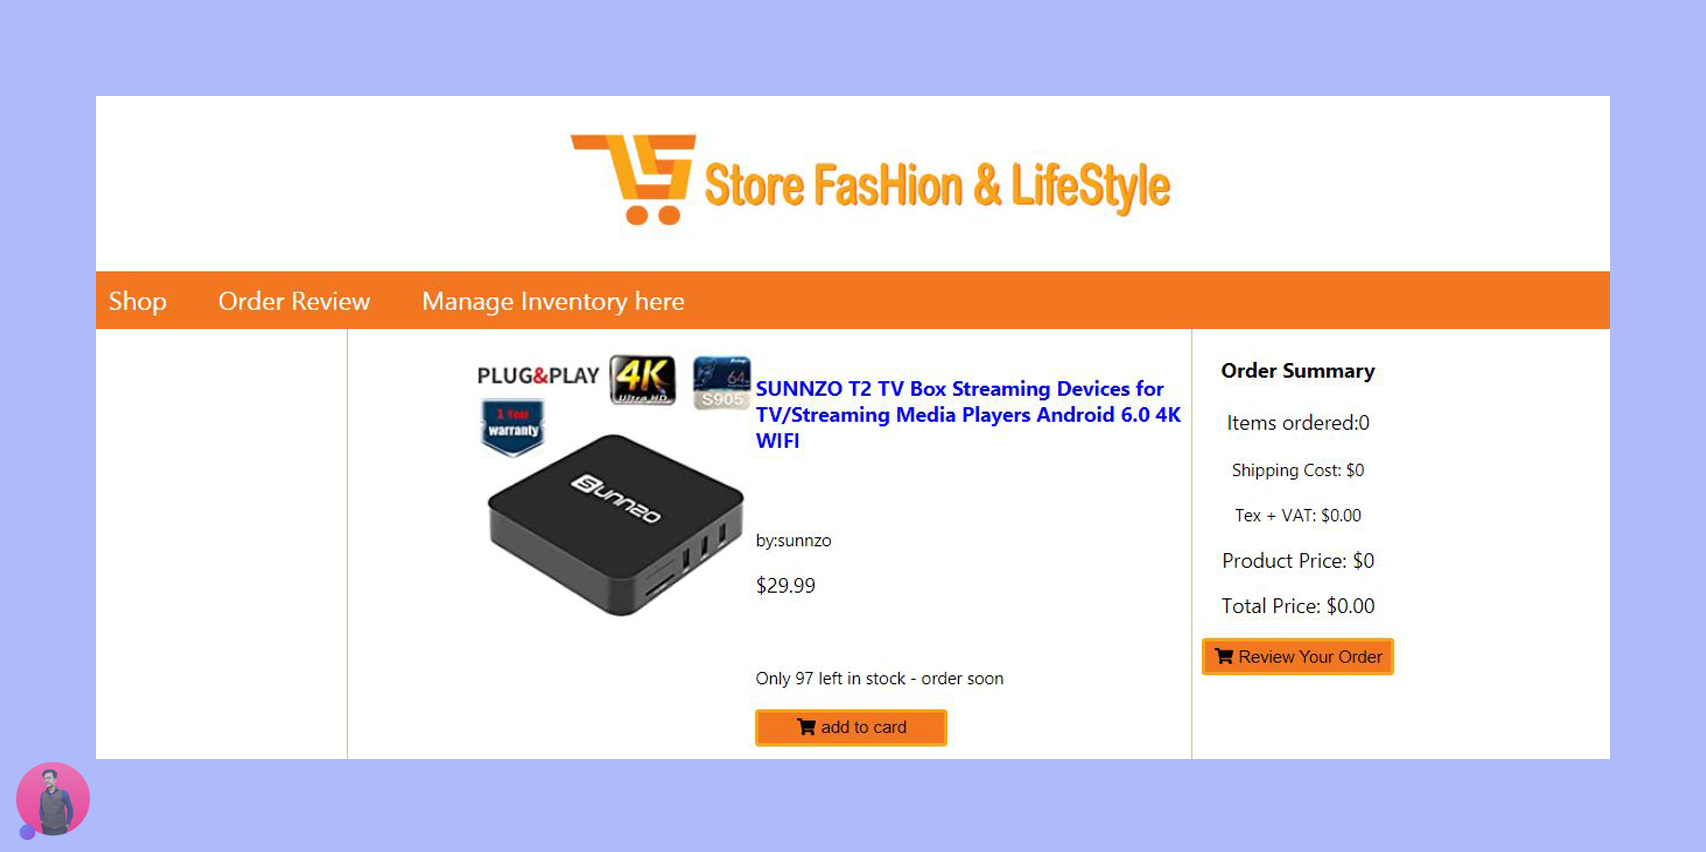 Store FasHion & LifeStyle
Shop Order Review Manage Inventory here
PLUG&PLAY 4K Ultra HD 64 S905
1 Year
warranty
SUNNZO
SUNNZO T2 TV Box Streaming Devices for
TV/Streaming Media Players Android 6.0 4K
WIFI
by:sunnzo
$29.99
Only 97 left in stock - order soon
add to card
Order Summary
Items ordered:0
Shipping Cost: $0
Tex + VAT: $0.00
Product Price: $0
Total Price: $0.00
Review Your Order